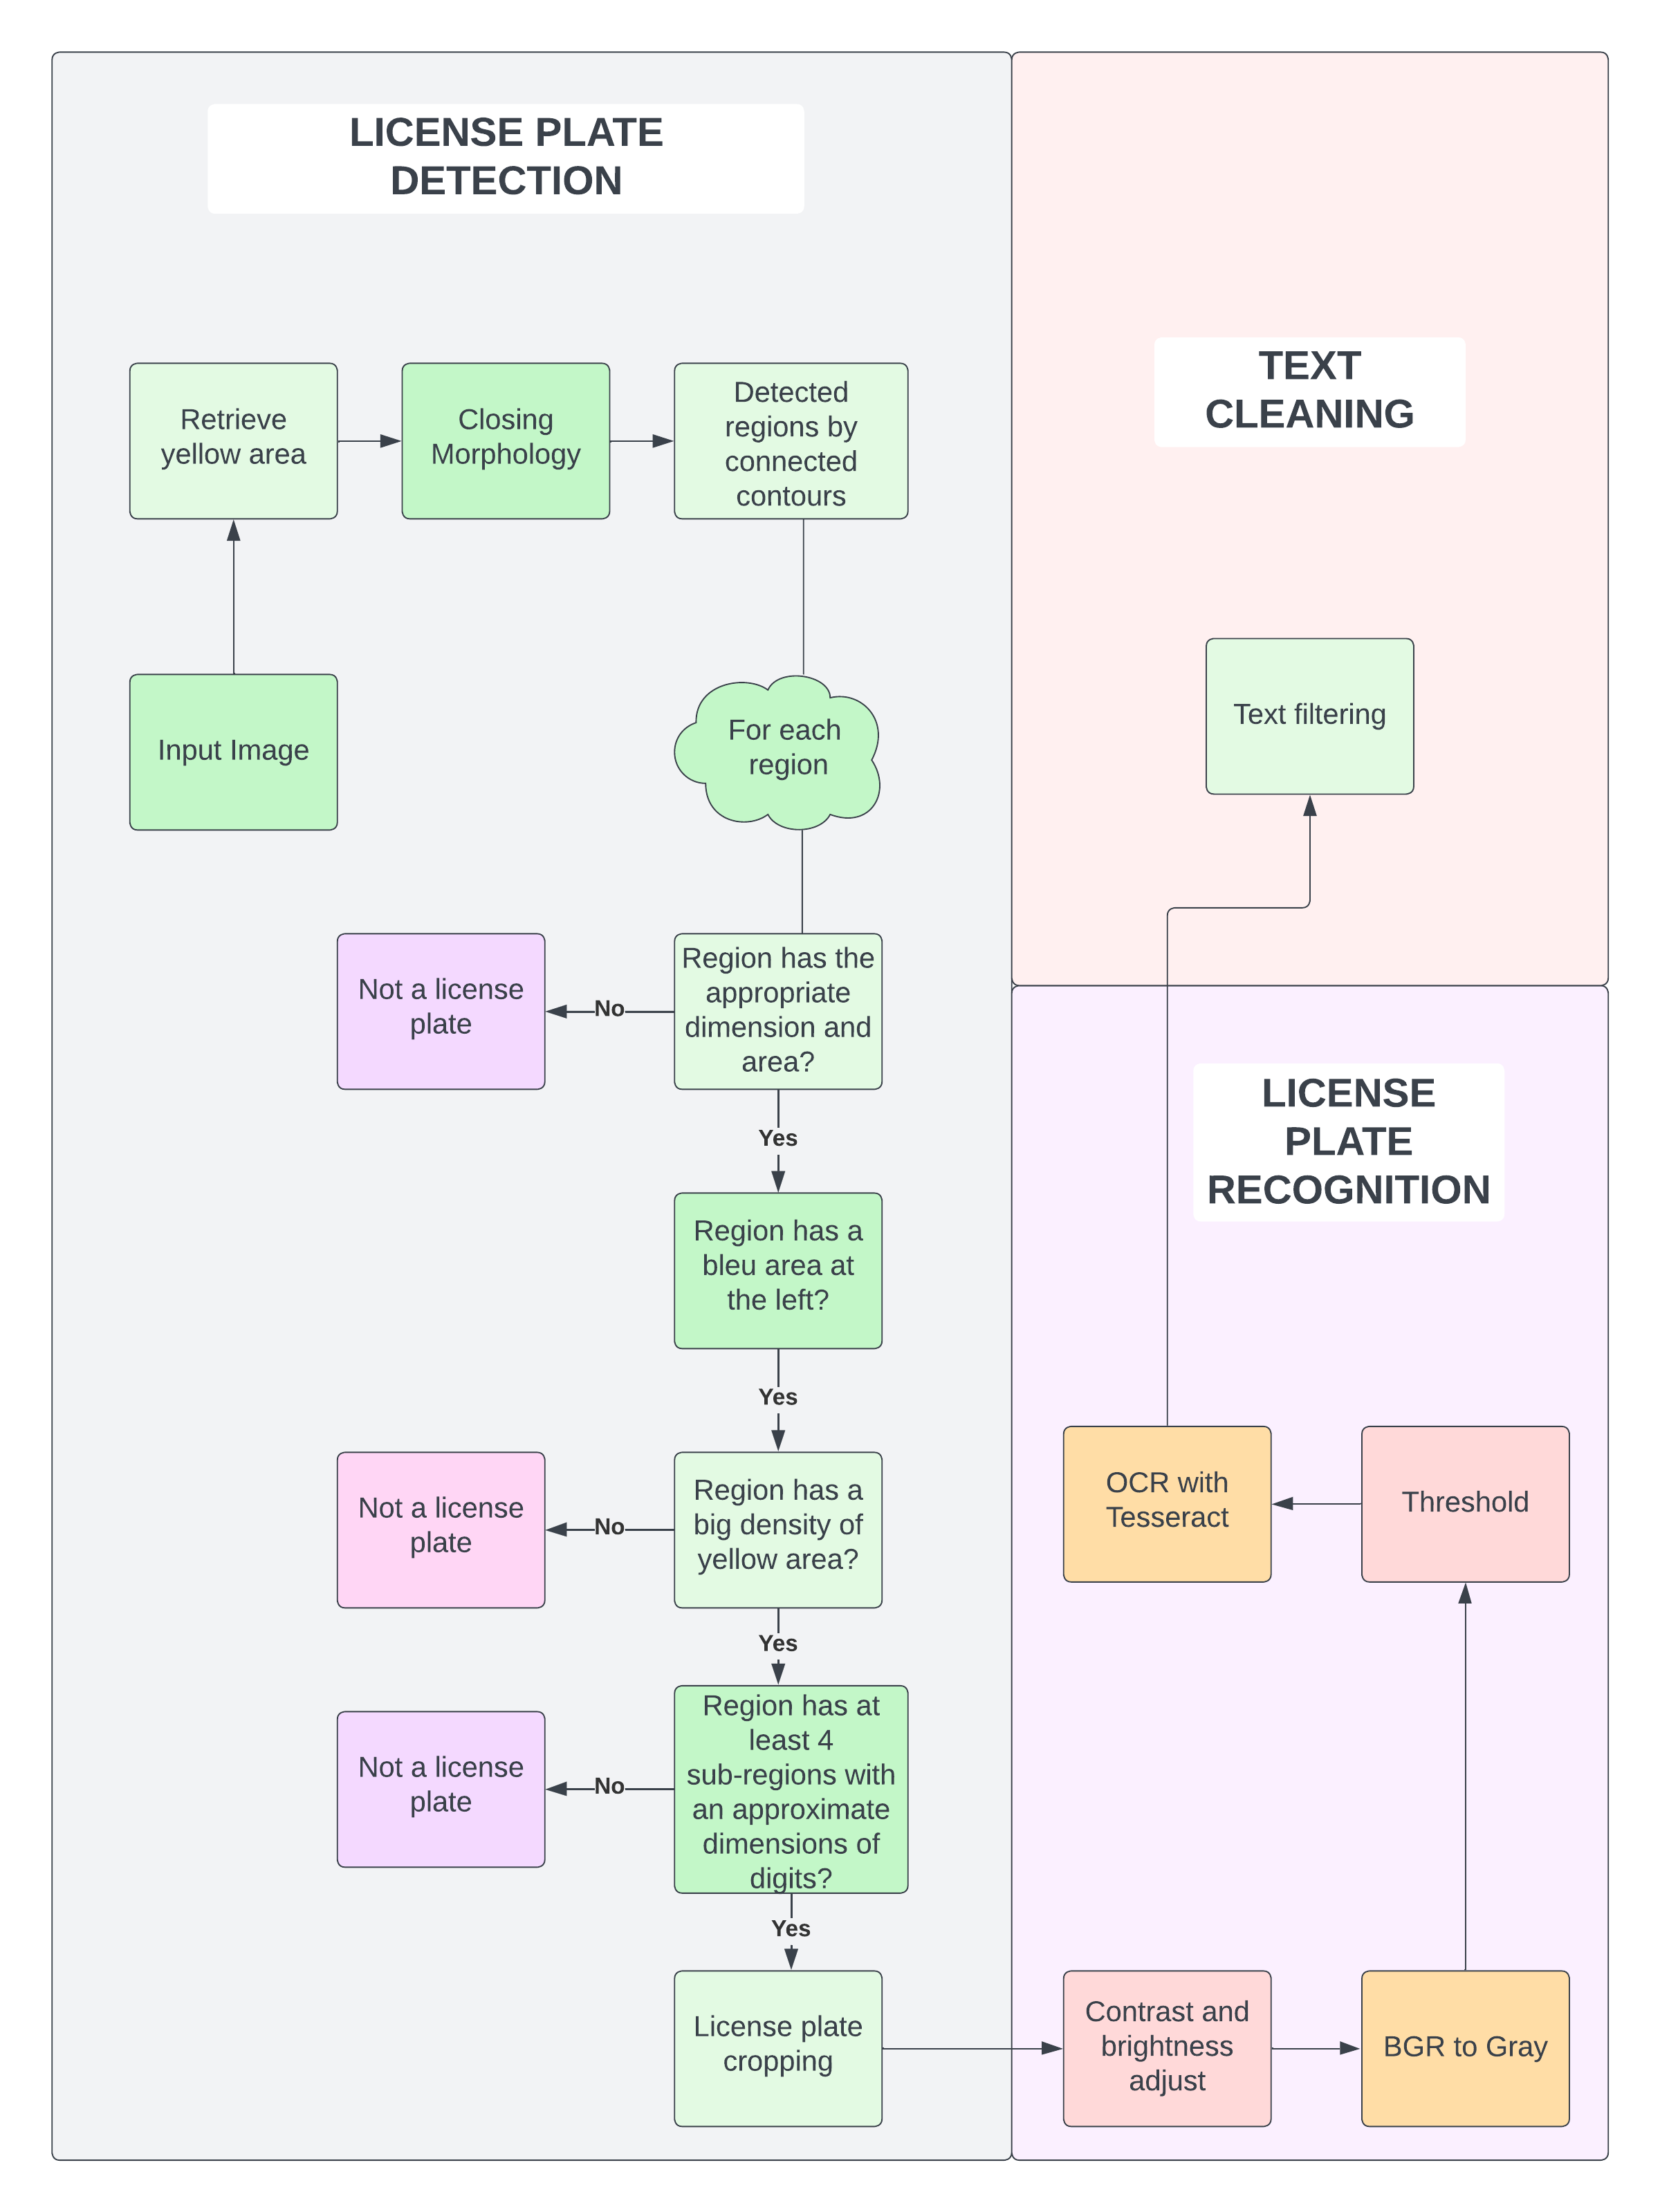 LICENSE PLATE
DETECTION
Retrieve
yellow area
Closing
Morphology
Detected
regions by
connected
contours
Input Image
For each
region
Not a license
plate
No
Region has the
appropriate
dimension and
area?
Yes
Region has a
bleu area at
the left?
Yes
Not a license
plate
No
Region has a
big density of
yellow area?
Yes
Not a license
plate
No
Region has at
least 4
sub-regions with
an approximate
dimensions of
digits?
Yes
License plate
cropping
TEXT
CLEANING
Text filtering
LICENSE
PLATE
RECOGNITION
OCR with
Tesseract
Threshold
Contrast and
brightness
adjust
BGR to Gray